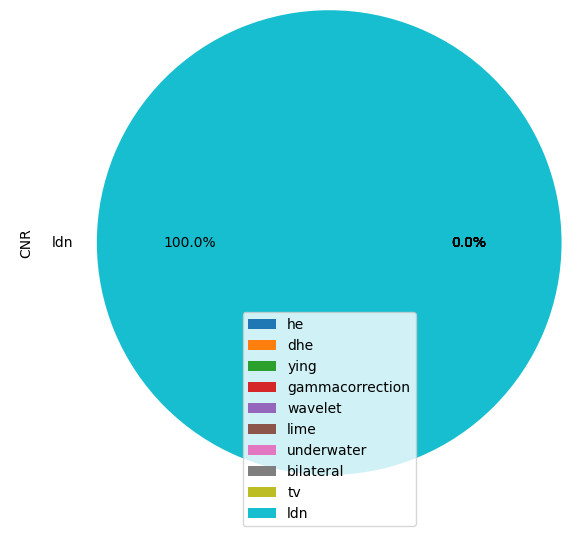 CNR
ldn
100.0%
0.0%
he
dhe
ying
gammacorrection
wavelet
lime
underwater
bilateral
tv
ldn